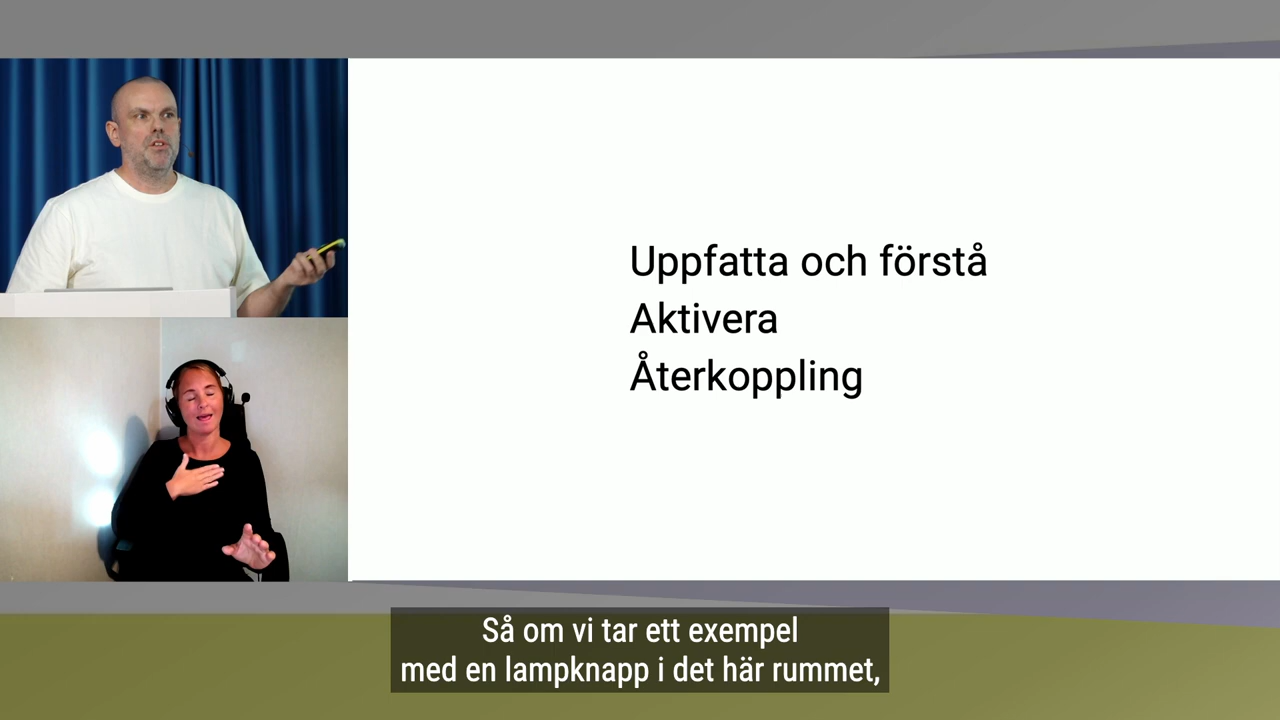 Uppfatta och förstå
Aktivera
Återkoppling
Så om vi tar ett exempel
med en lampknapp i det här rummet,